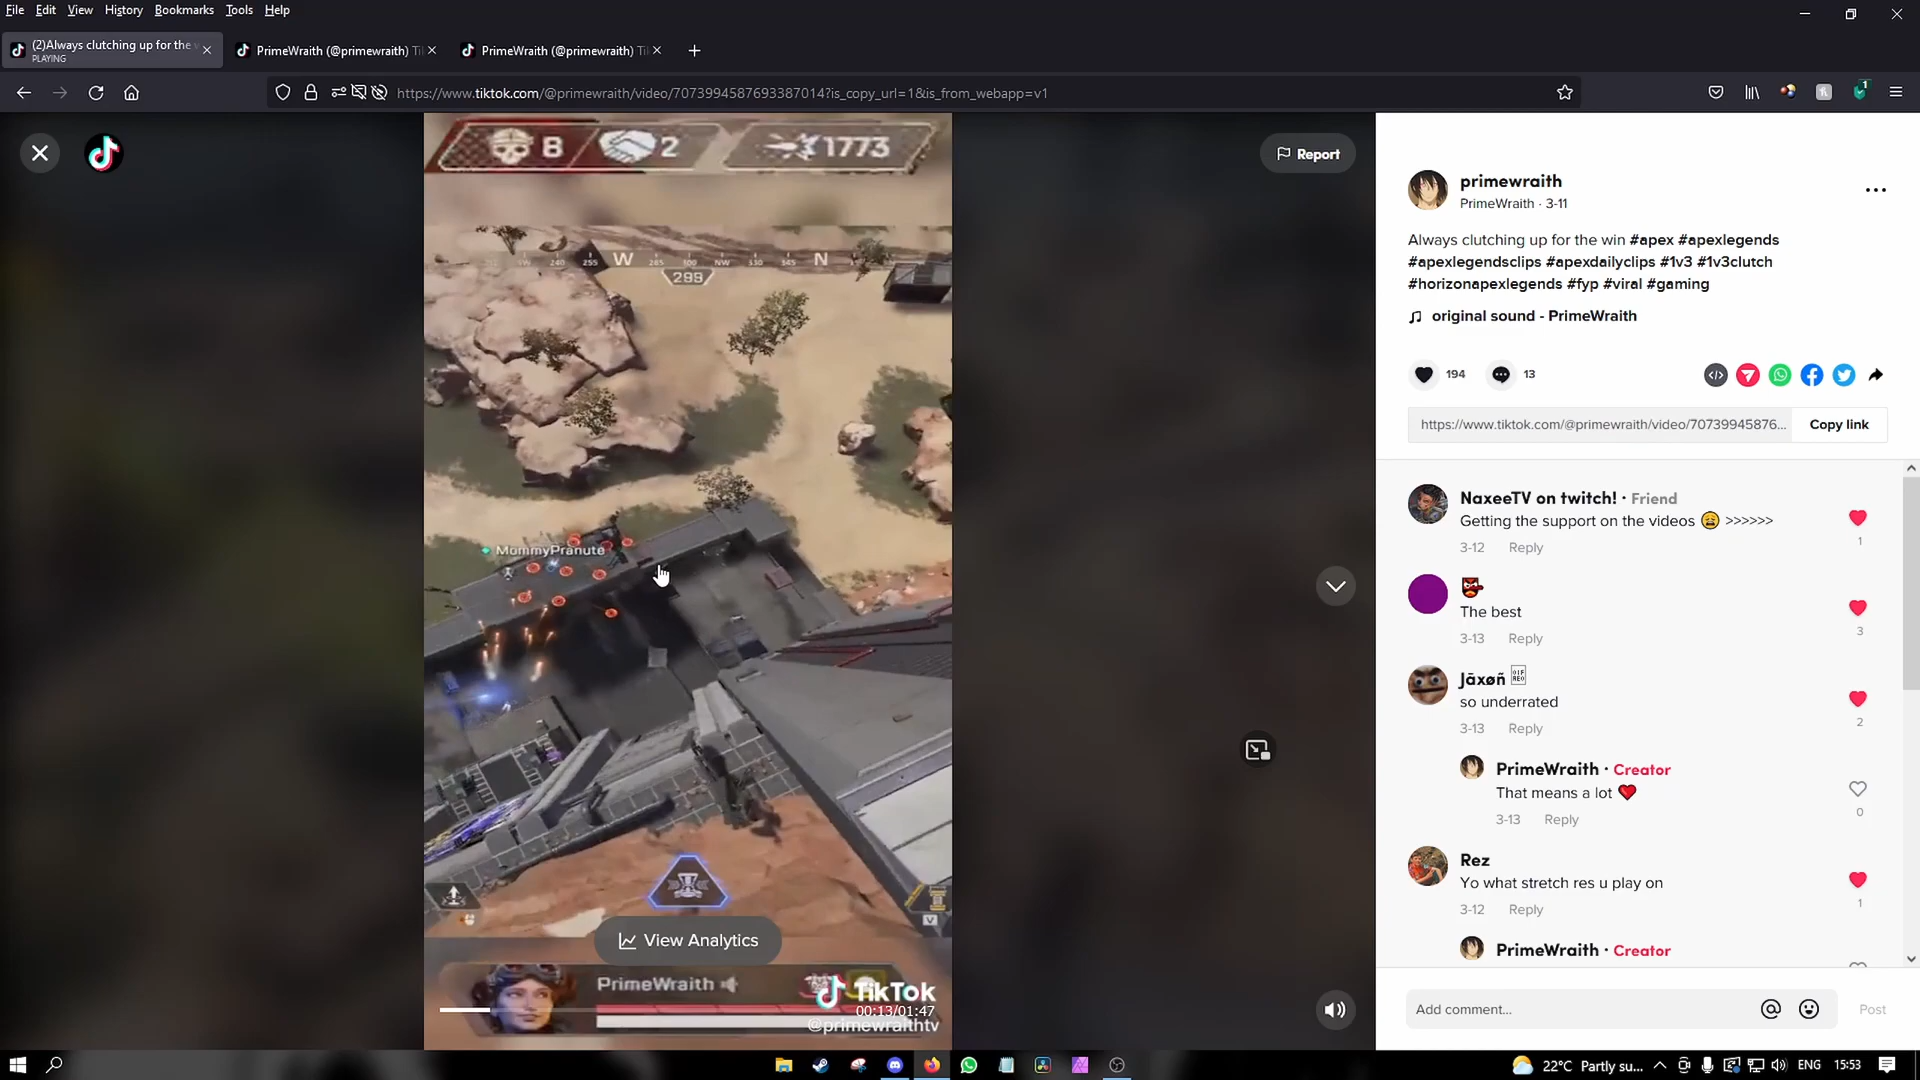 File Edit View History Bookmarks Tools Help
(2)Always clutching up for the
PLAYING
PrimeWraith (@primewraith) Ti
PrimeWraith (@primewraith) Ti
https://www.tiktok.com/@primewraith/video/7073994587693387014?is_copy_url=1&is_from_webapp=v1
8 2 1773
Report
240 255 W 285 NW 330 345 N
299
MommyPranute
View Analytics
V
PrimeWraith
TikTok
00:13/01:47
@primewraithtv
primewraith
PrimeWraith · 3-11
Always clutching up for the win #apex #apexlegends
#apexlegendsclips #apexdailyclips #1v3 #1v3clutch
#horizonapexlegends #fyp #viral #gaming
original sound - PrimeWraith
194 13
https://www.tiktok.com/@primewraith/video/70739945876... Copy link
NaxeeTV on twitch! · Friend
Getting the support on the videos 😩 >>>>>>
3-12 Reply
1
👺
The best
3-13 Reply
3
Jāxøñ
so underrated
3-13 Reply
2
PrimeWraith · Creator
That means a lot ❤️
3-13 Reply
0
Rez
Yo what stretch res u play on
3-12 Reply
1
PrimeWraith · Creator
Add comment... Post
22°C Partly su... ENG 15:53